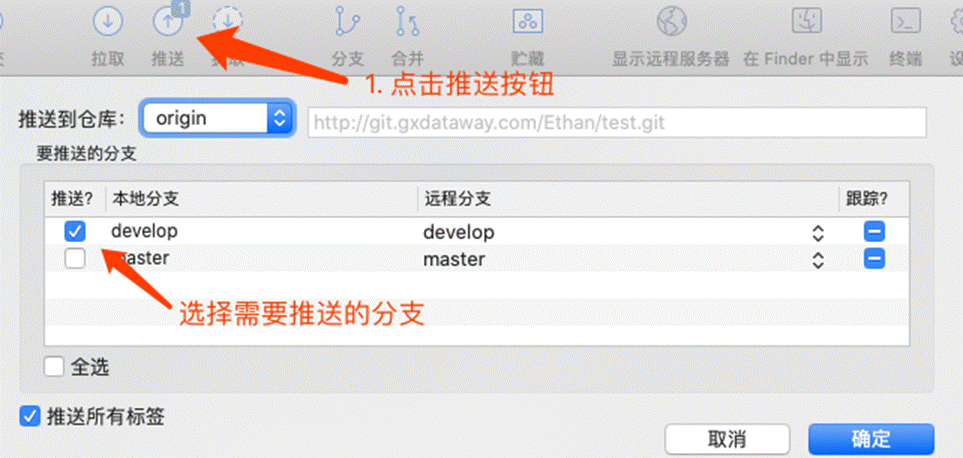 拉取 推送 分支 合并 贮藏 显示远程服务器 在 Finder 中显示 终端
1
1. 点击推送按钮
推送到仓库： origin http://git.gxdataway.com/Ethan/test.git
要推送的分支
推送? 本地分支 远程分支 跟踪?
develop develop
master master
选择需要推送的分支
全选
推送所有标签
取消 确定